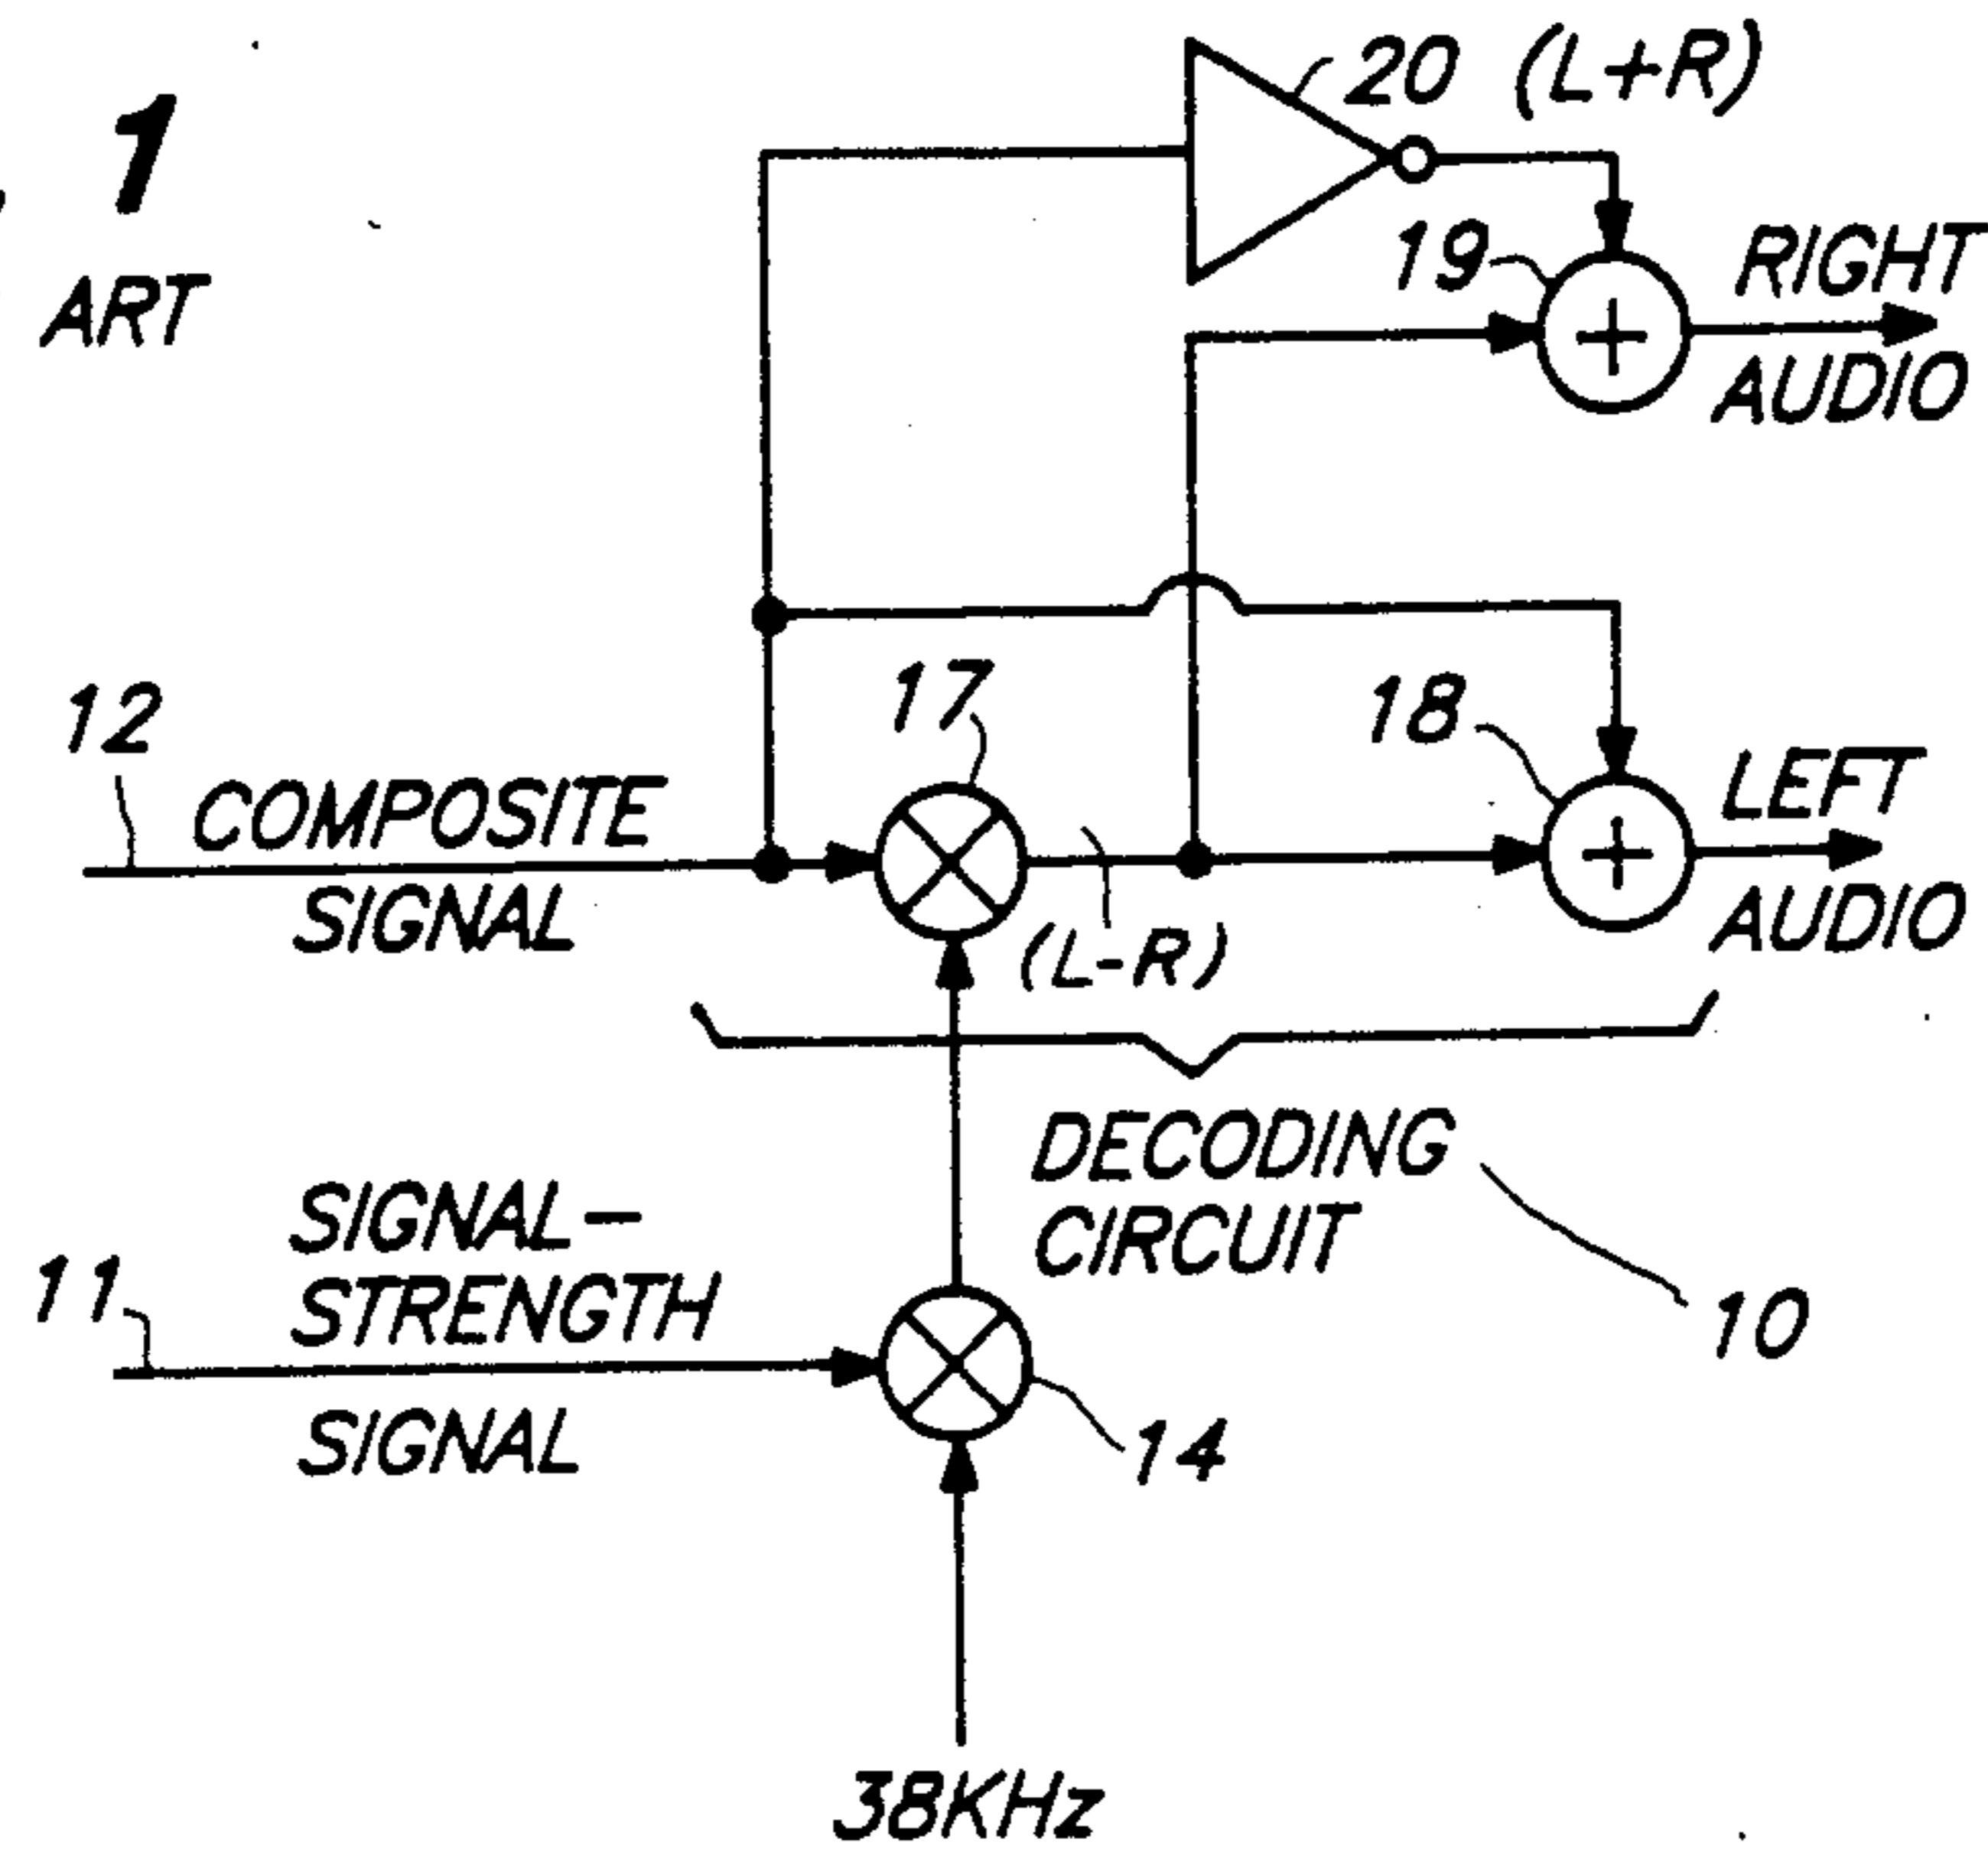 1
ART
20 (L+R)
19
RIGHT
AUDIO
12
COMPOSITE
SIGNAL
17
18
LEFT
AUDIO
(L-R)
DECODING
CIRCUIT
10
11
SIGNAL-
STRENGTH
SIGNAL
14
38KHz